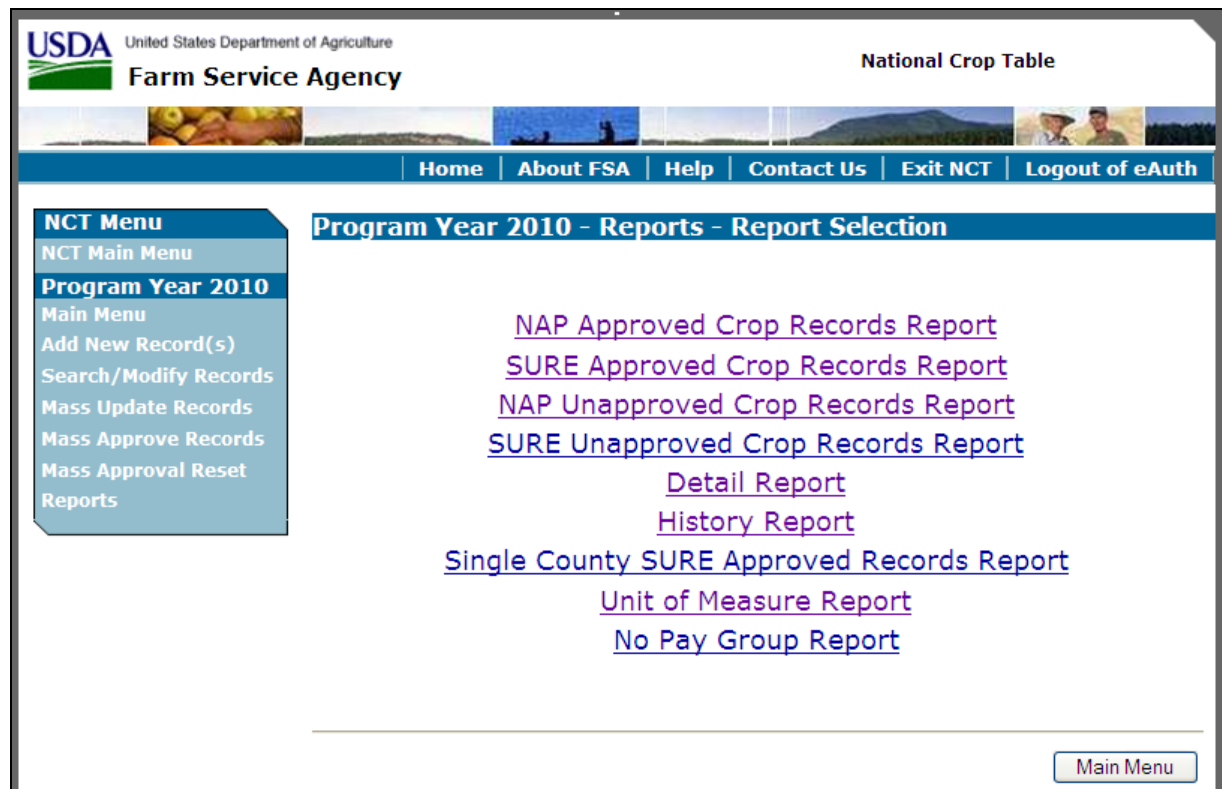 USDA United States Department of Agriculture
Farm Service Agency
National Crop Table
Home | About FSA | Help | Contact Us | Exit NCT | Logout of eAuth
NCT Menu
NCT Main Menu
Program Year 2010
Main Menu
Add New Record(s)
Search/Modify Records
Mass Update Records
Mass Approve Records
Mass Approval Reset
Reports
Program Year 2010 - Reports - Report Selection
NAP Approved Crop Records Report
SURE Approved Crop Records Report
NAP Unapproved Crop Records Report
SURE Unapproved Crop Records Report
Detail Report
History Report
Single County SURE Approved Records Report
Unit of Measure Report
No Pay Group Report
Main Menu